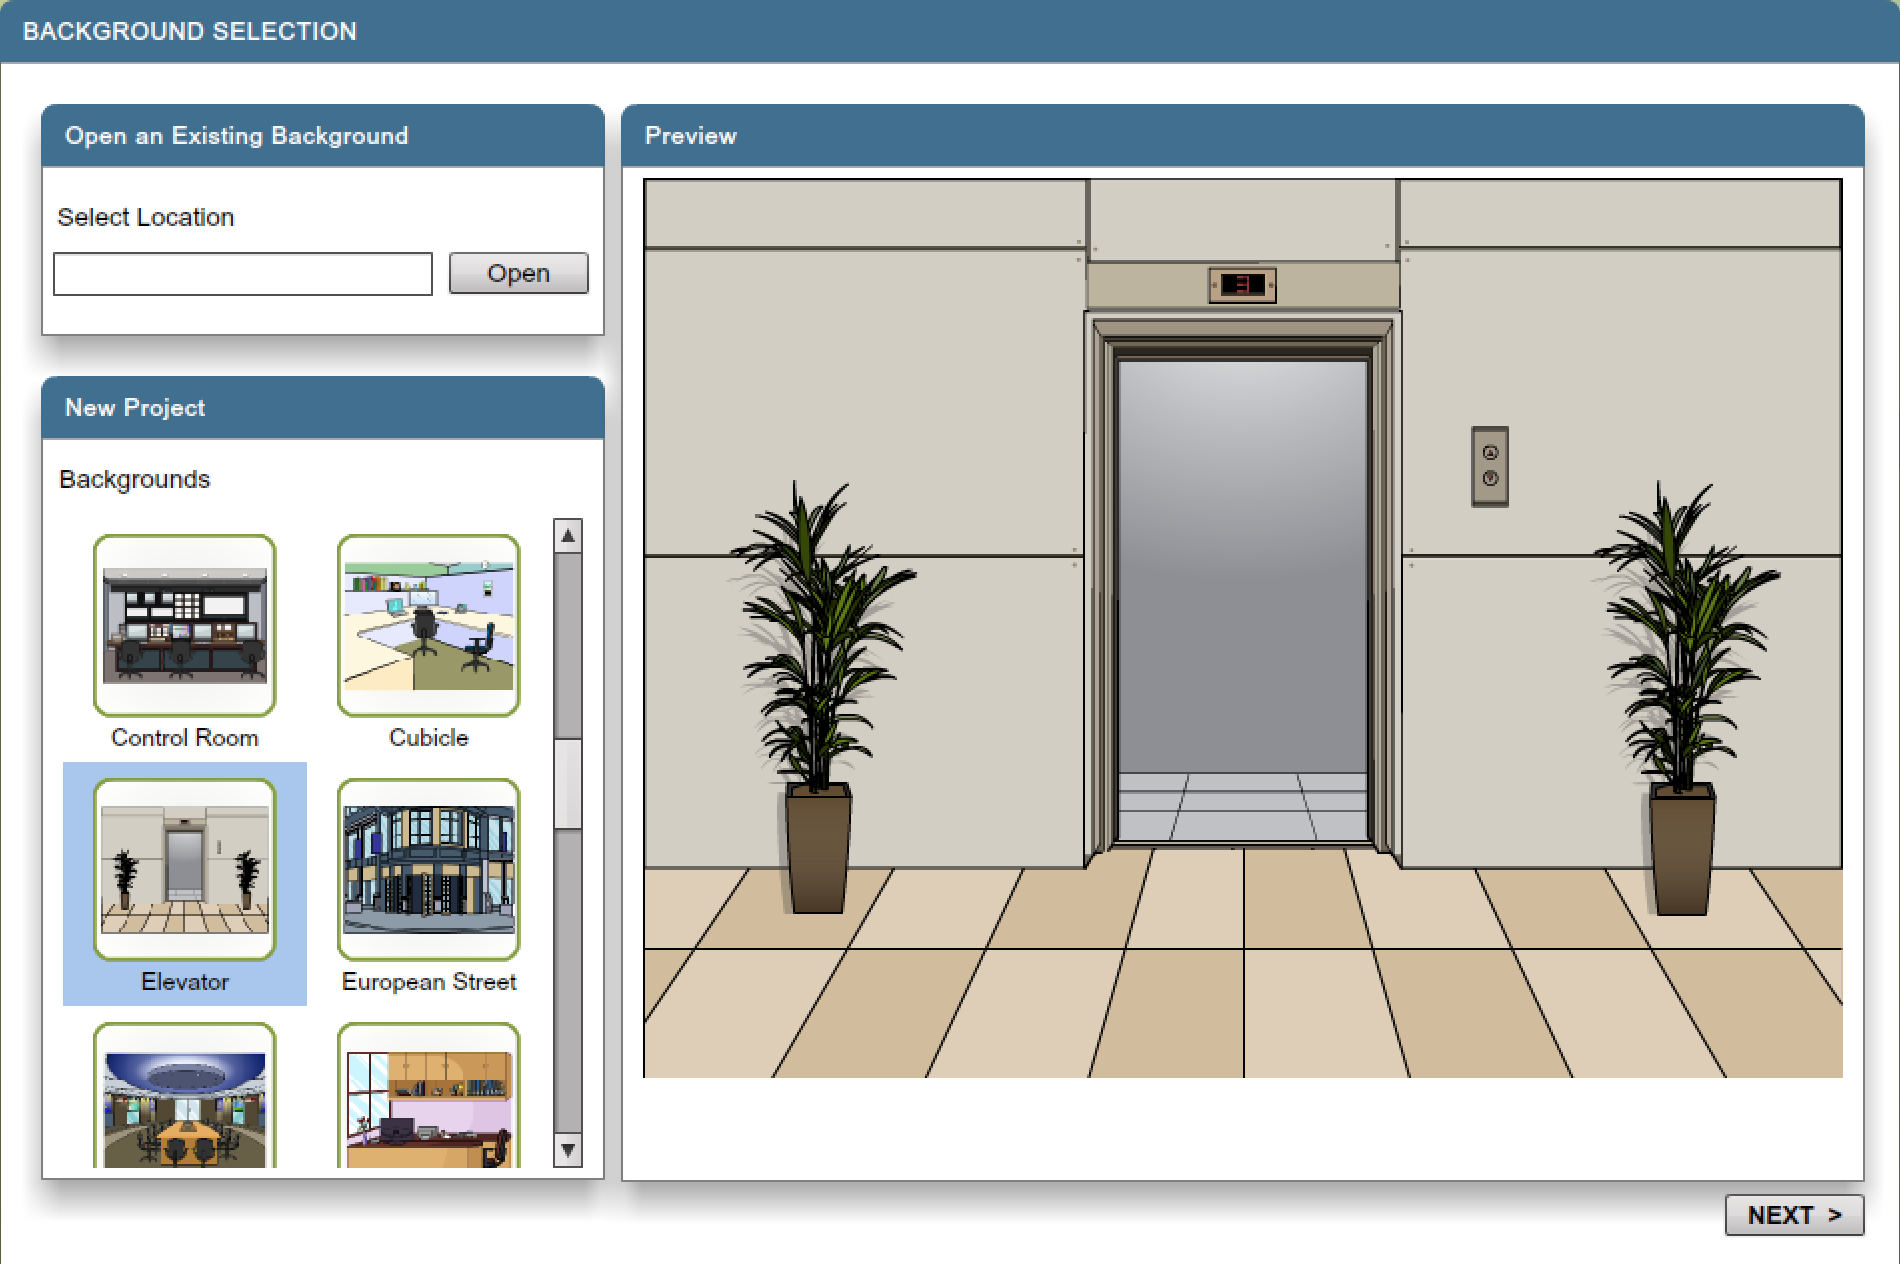 BACKGROUND SELECTION
Open an Existing Background
Select Location
Open
New Project
Backgrounds
Control Room
Cubicle
Elevator
European Street
Preview
3
NEXT >